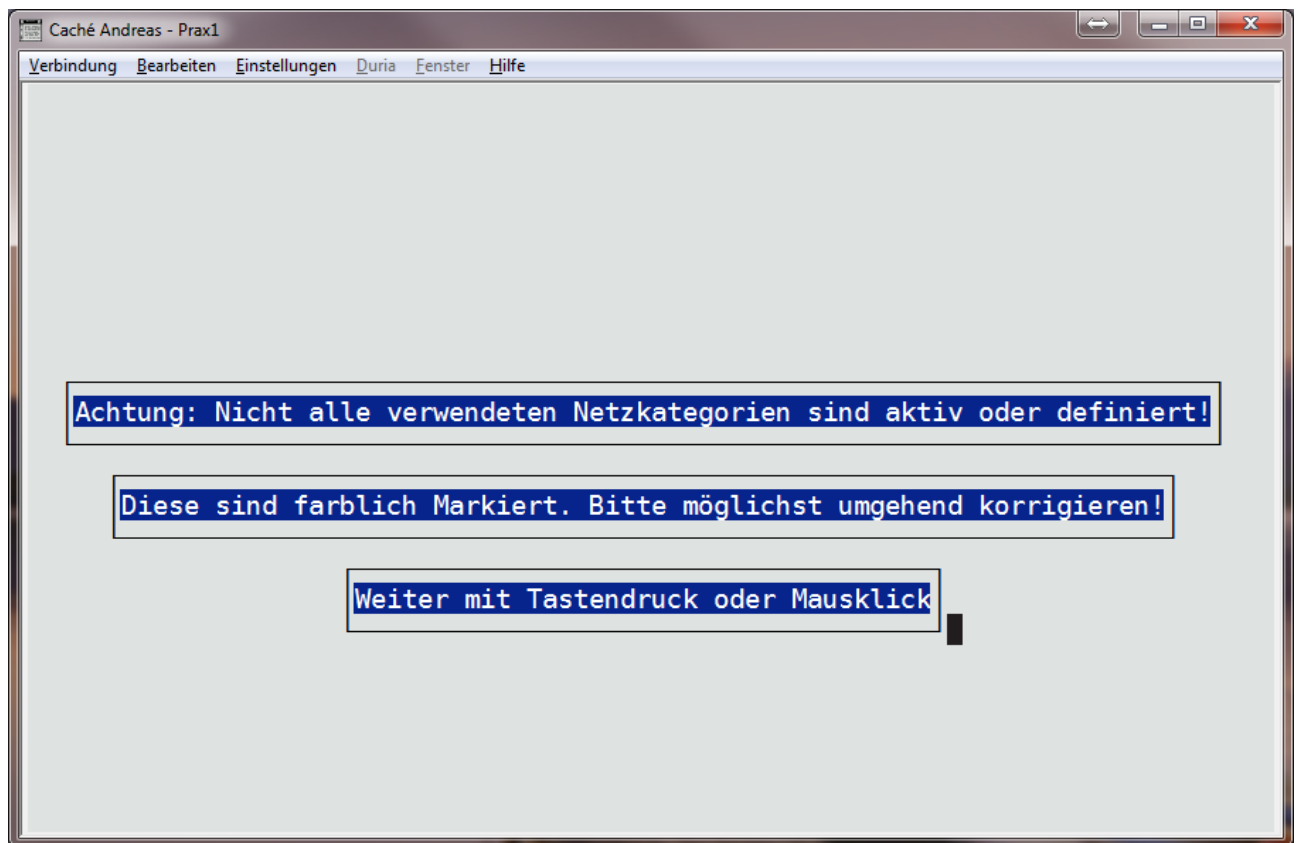 Caché Andreas - Prax1
Verbindung Bearbeiten Einstellungen Duria Fenster Hilfe
Achtung: Nicht alle verwendeten Netzkategorien sind aktiv oder definiert!
Diese sind farblich Markiert. Bitte möglichst umgehend korrigieren!
Weiter mit Tastendruck oder Mausklick